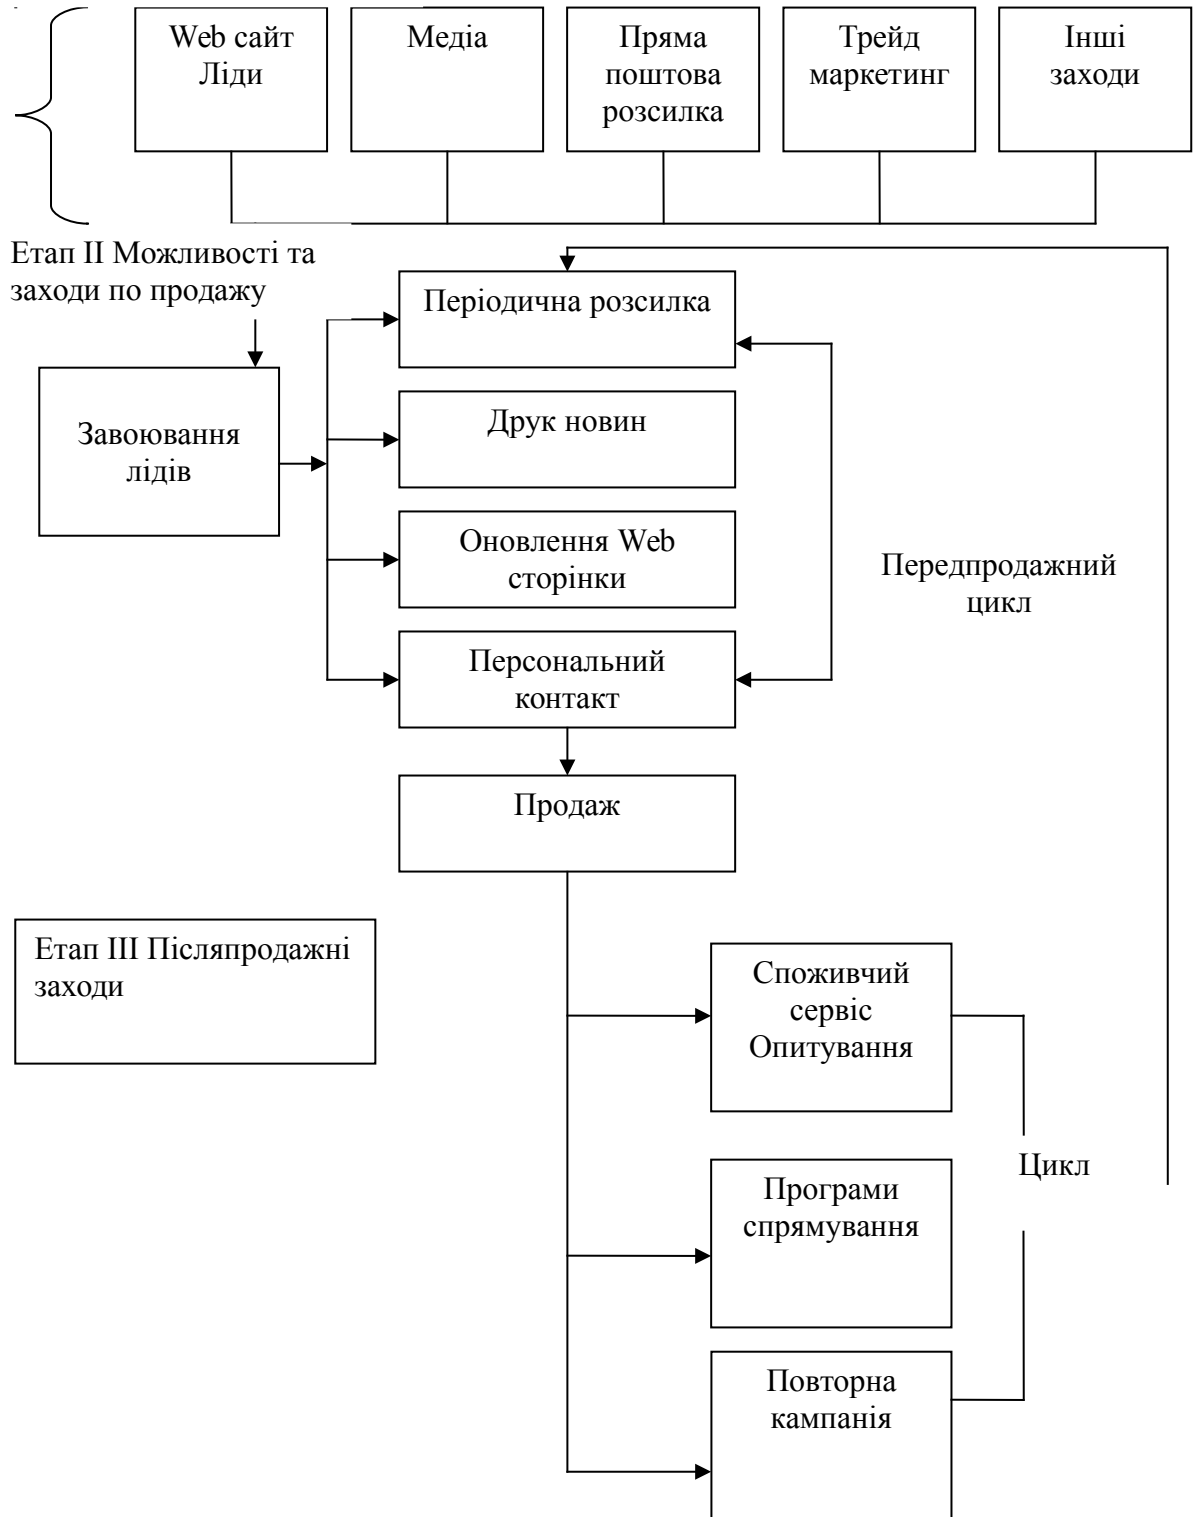 Web сайт
Ліди
Медіа
Пряма
поштова
розсилка
Трейд
маркетинг
Інші
заходи
Етап II Можливості та
заходи по продажу
Періодична розсилка
Завоювання
лідів
Друк новин
Оновлення Web
сторінки
Передпродажний
цикл
Персональний
контакт
Продаж
Етап III Післяпродажні
заходи
Споживчий
сервіс
Опитування
Цикл
Програми
спрямування
Повторна
кампанія